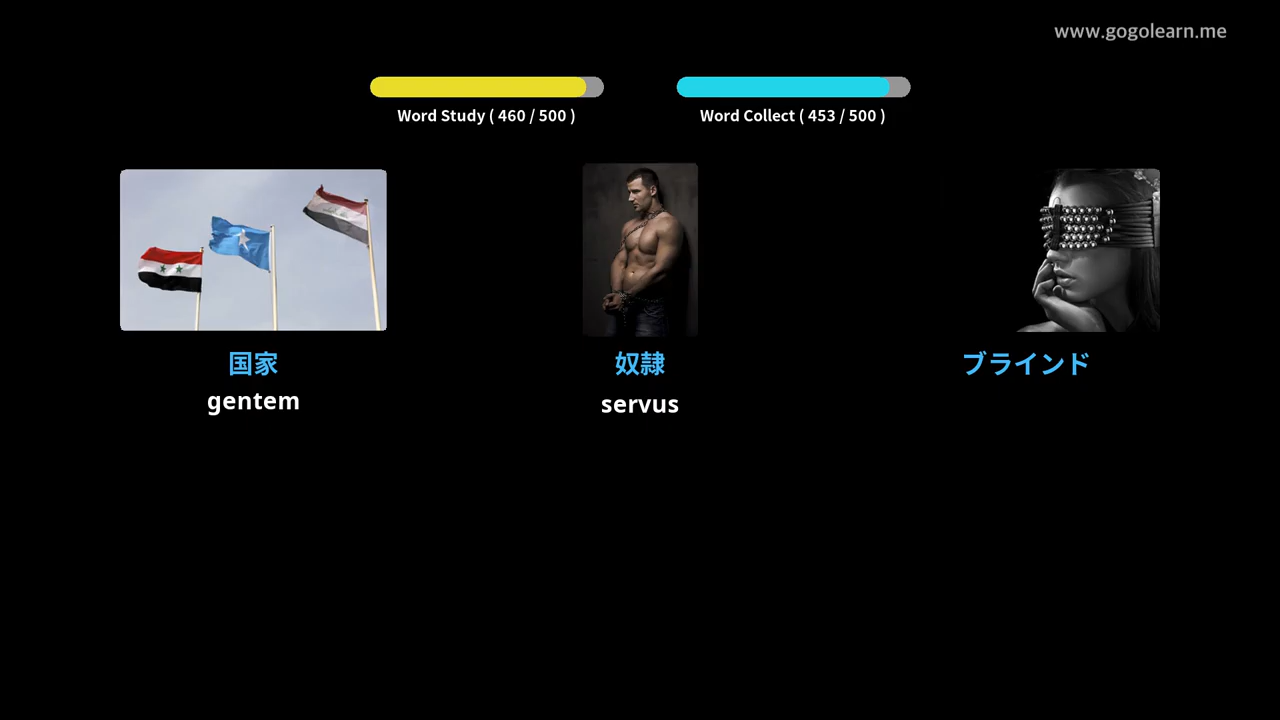 www.gogolearn.me
Word Study ( 460 / 500 )
Word Collect ( 453 / 500 )
国家
奴隷
ブラインド
gentem
servus